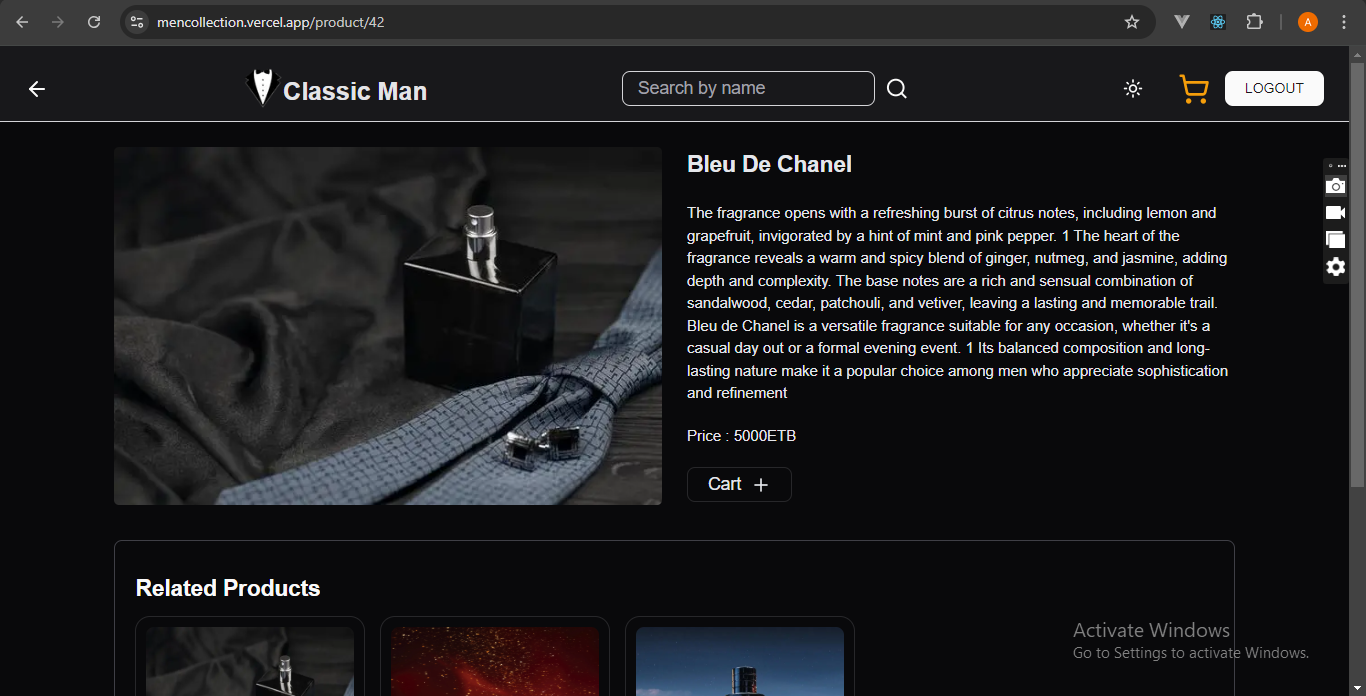 mencollection.vercel.app/product/42
A
Classic Man
Search by name
LOGOUT
Bleu De Chanel
The fragrance opens with a refreshing burst of citrus notes, including lemon and
grapefruit, invigorated by a hint of mint and pink pepper. 1 The heart of the
fragrance reveals a warm and spicy blend of ginger, nutmeg, and jasmine, adding
depth and complexity. The base notes are a rich and sensual combination of
sandalwood, cedar, patchouli, and vetiver, leaving a lasting and memorable trail.
Bleu de Chanel is a versatile fragrance suitable for any occasion, whether it's a
casual day out or a formal evening event. 1 Its balanced composition and long-
lasting nature make it a popular choice among men who appreciate sophistication
and refinement
Price : 5000ETB
Cart +
Related Products
Activate Windows
Go to Settings to activate Windows.